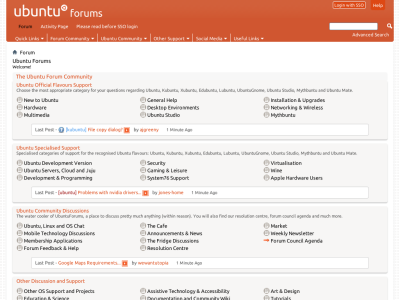 ubuntu forums
Login with SSO Help
Forum Activity Page Please read before SSO login
Quick Links Forum Community Ubuntu Community Other Support Social Media Useful Links
Advanced Search
Forum
Ubuntu Forums
Welcome!
The Ubuntu Forum Community
Ubuntu Official Flavours Support
Choose the most appropriate category for your questions regarding Ubuntu, Kubuntu, Xubuntu, Edubuntu, Lubuntu, UbuntuGnome, Ubuntu Studio, Mythbuntu and Ubuntu Mate.
New to Ubuntu General Help Installation & Upgrades
Hardware Desktop Environments Networking & Wireless
Multimedia Ubuntu Studio Mythbuntu
Last Post - [kubuntu] File copy dialog? by ajgreeny 1 Minute Ago
Ubuntu Specialised Support
Specialised categories of support for the recognised Ubuntu flavours: Ubuntu, Kubuntu, Xubuntu, Edubuntu, Lubuntu, UbuntuGnome, Ubuntu Studio, Mythbuntu and Ubuntu Mate.
Ubuntu Development Version Security Virtualisation
Ubuntu Servers, Cloud and Juju Gaming & Leisure Wine
Development & Programming System76 Support Apple Hardware Users
Last Post - [ubuntu] Problems with nvidia drivers... by jones-home 1 Minute Ago
Ubuntu Community Discussions
The water cooler of UbuntuForums, a place to discuss pretty much anything (within reason). You will also find our resolution centre, forum council agenda and much more.
Ubuntu, Linux and OS Chat The Cafe Market
Mobile Technology Discussions Announcements & News Weekly Newsletter
Membership Applications The Fridge Discussions Forum Council Agenda
Forum Feedback & Help Resolution Centre
Last Post - Google Maps Requirements... by wewantutopia 1 Minute Ago
Other Discussion and Support
Other OS Support and Projects Assistive Technology & Accessibility Art & Design
Education & Science Documentation and Community Wiki Tutorials